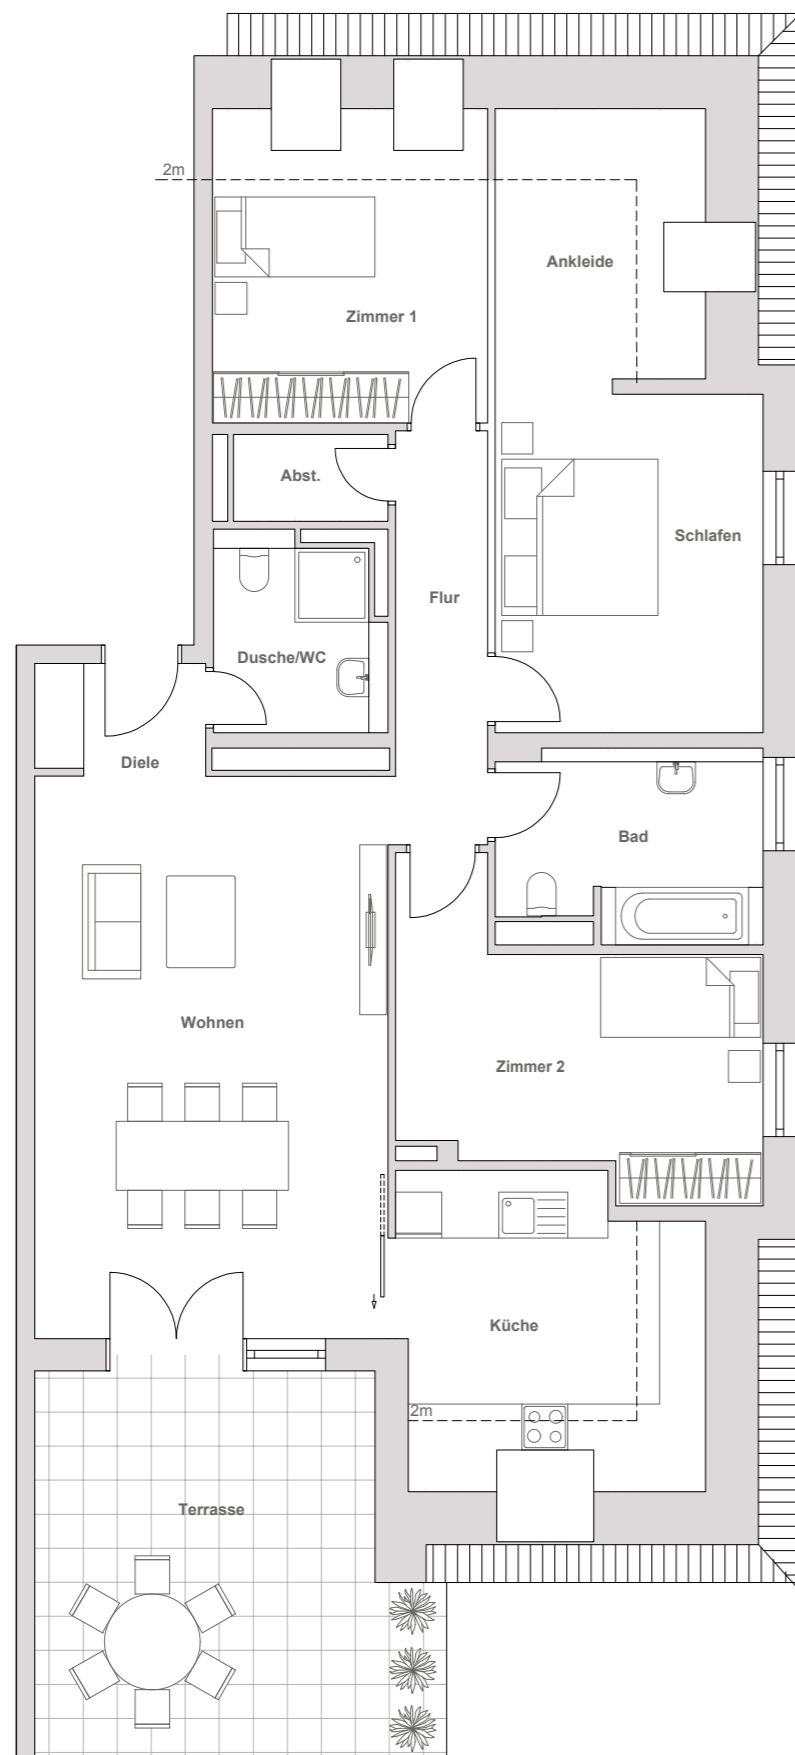 2m
Ankleide
Zimmer 1
Abst.
Schlafen
Flur
Dusche/WC
Diele
Bad
Wohnen
Zimmer 2
Küche
2m
Terrasse